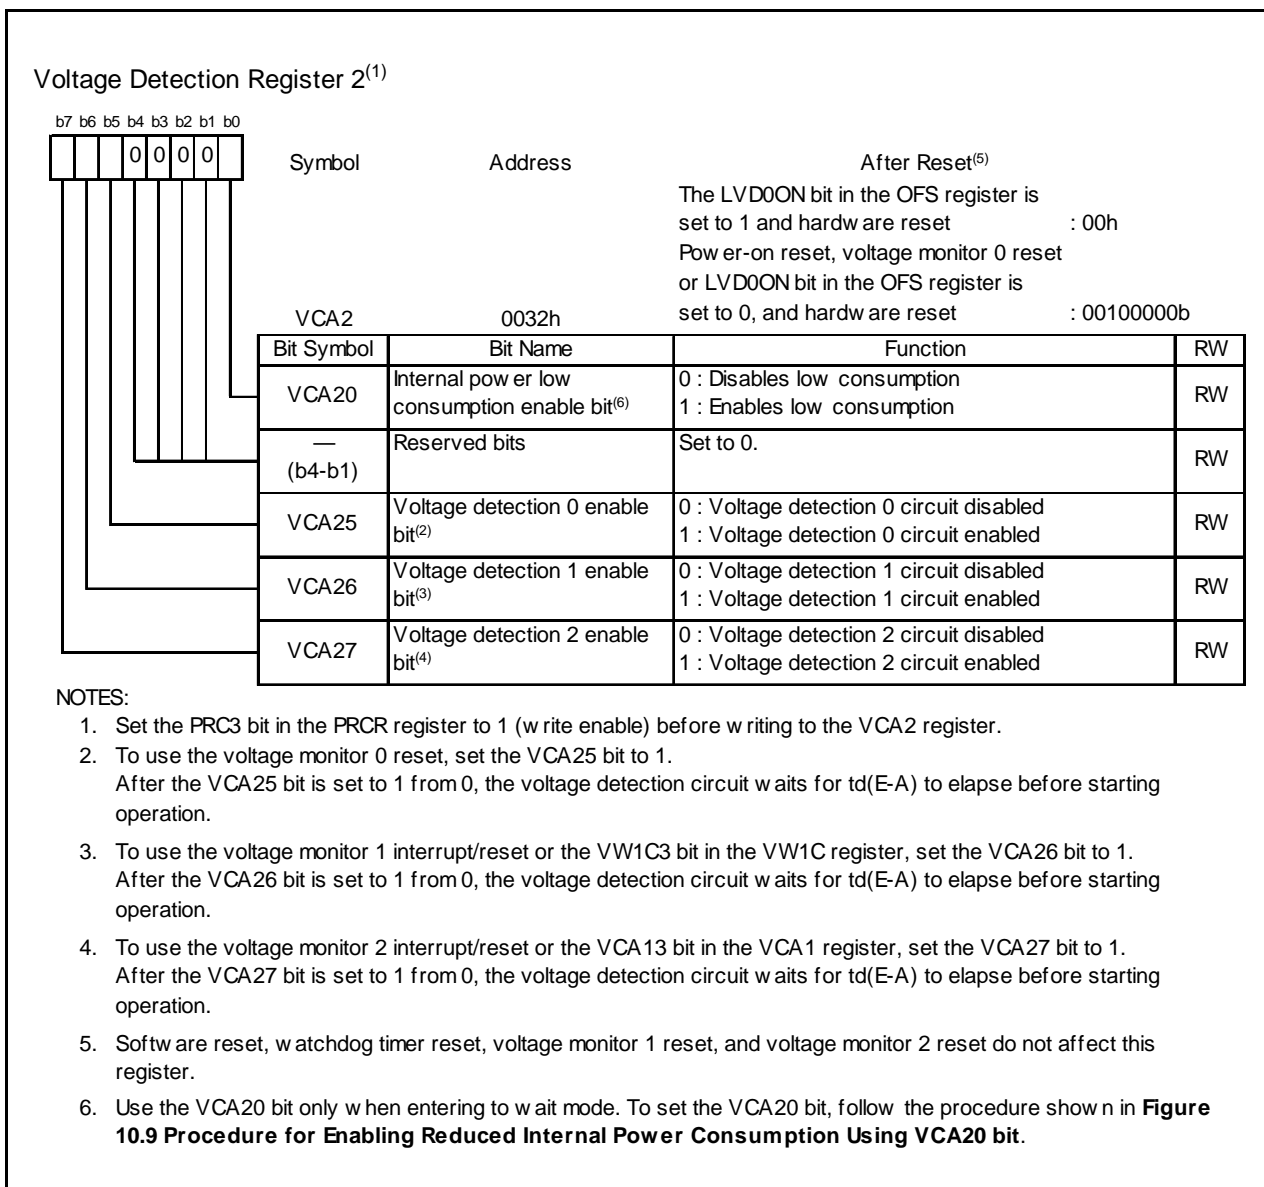 Voltage Detection Register 2(1)
b7 b6 b5 b4 b3 b2 b1 b0
0 0 0 0
Symbol Address After Reset(5)
The LVD0ON bit in the OFS register is
set to 1 and hardware reset : 00h
Power-on reset, voltage monitor 0 reset
or LVD0ON bit in the OFS register is
VCA2 0032h set to 0, and hardware reset : 00100000b
Bit Symbol Bit Name Function RW
VCA20 Internal power low consumption enable bit(6) 0 : Disables low consumption RW
1 : Enables low consumption
— (b4-b1) Reserved bits Set to 0. RW
VCA25 Voltage detection 0 enable bit(2) 0 : Voltage detection 0 circuit disabled RW
1 : Voltage detection 0 circuit enabled
VCA26 Voltage detection 1 enable bit(3) 0 : Voltage detection 1 circuit disabled RW
1 : Voltage detection 1 circuit enabled
VCA27 Voltage detection 2 enable bit(4) 0 : Voltage detection 2 circuit disabled RW
1 : Voltage detection 2 circuit enabled
NOTES:
1. Set the PRC3 bit in the PRCR register to 1 (write enable) before writing to the VCA2 register.
2. To use the voltage monitor 0 reset, set the VCA25 bit to 1.
After the VCA25 bit is set to 1 from 0, the voltage detection circuit waits for td(E-A) to elapse before starting
operation.
3. To use the voltage monitor 1 interrupt/reset or the VW1C3 bit in the VW1C register, set the VCA26 bit to 1.
After the VCA26 bit is set to 1 from 0, the voltage detection circuit waits for td(E-A) to elapse before starting
operation.
4. To use the voltage monitor 2 interrupt/reset or the VCA13 bit in the VCA1 register, set the VCA27 bit to 1.
After the VCA27 bit is set to 1 from 0, the voltage detection circuit waits for td(E-A) to elapse before starting
operation.
5. Software reset, watchdog timer reset, voltage monitor 1 reset, and voltage monitor 2 reset do not affect this
register.
6. Use the VCA20 bit only when entering to wait mode. To set the VCA20 bit, follow the procedure shown in Figure
10.9 Procedure for Enabling Reduced Internal Power Consumption Using VCA20 bit.